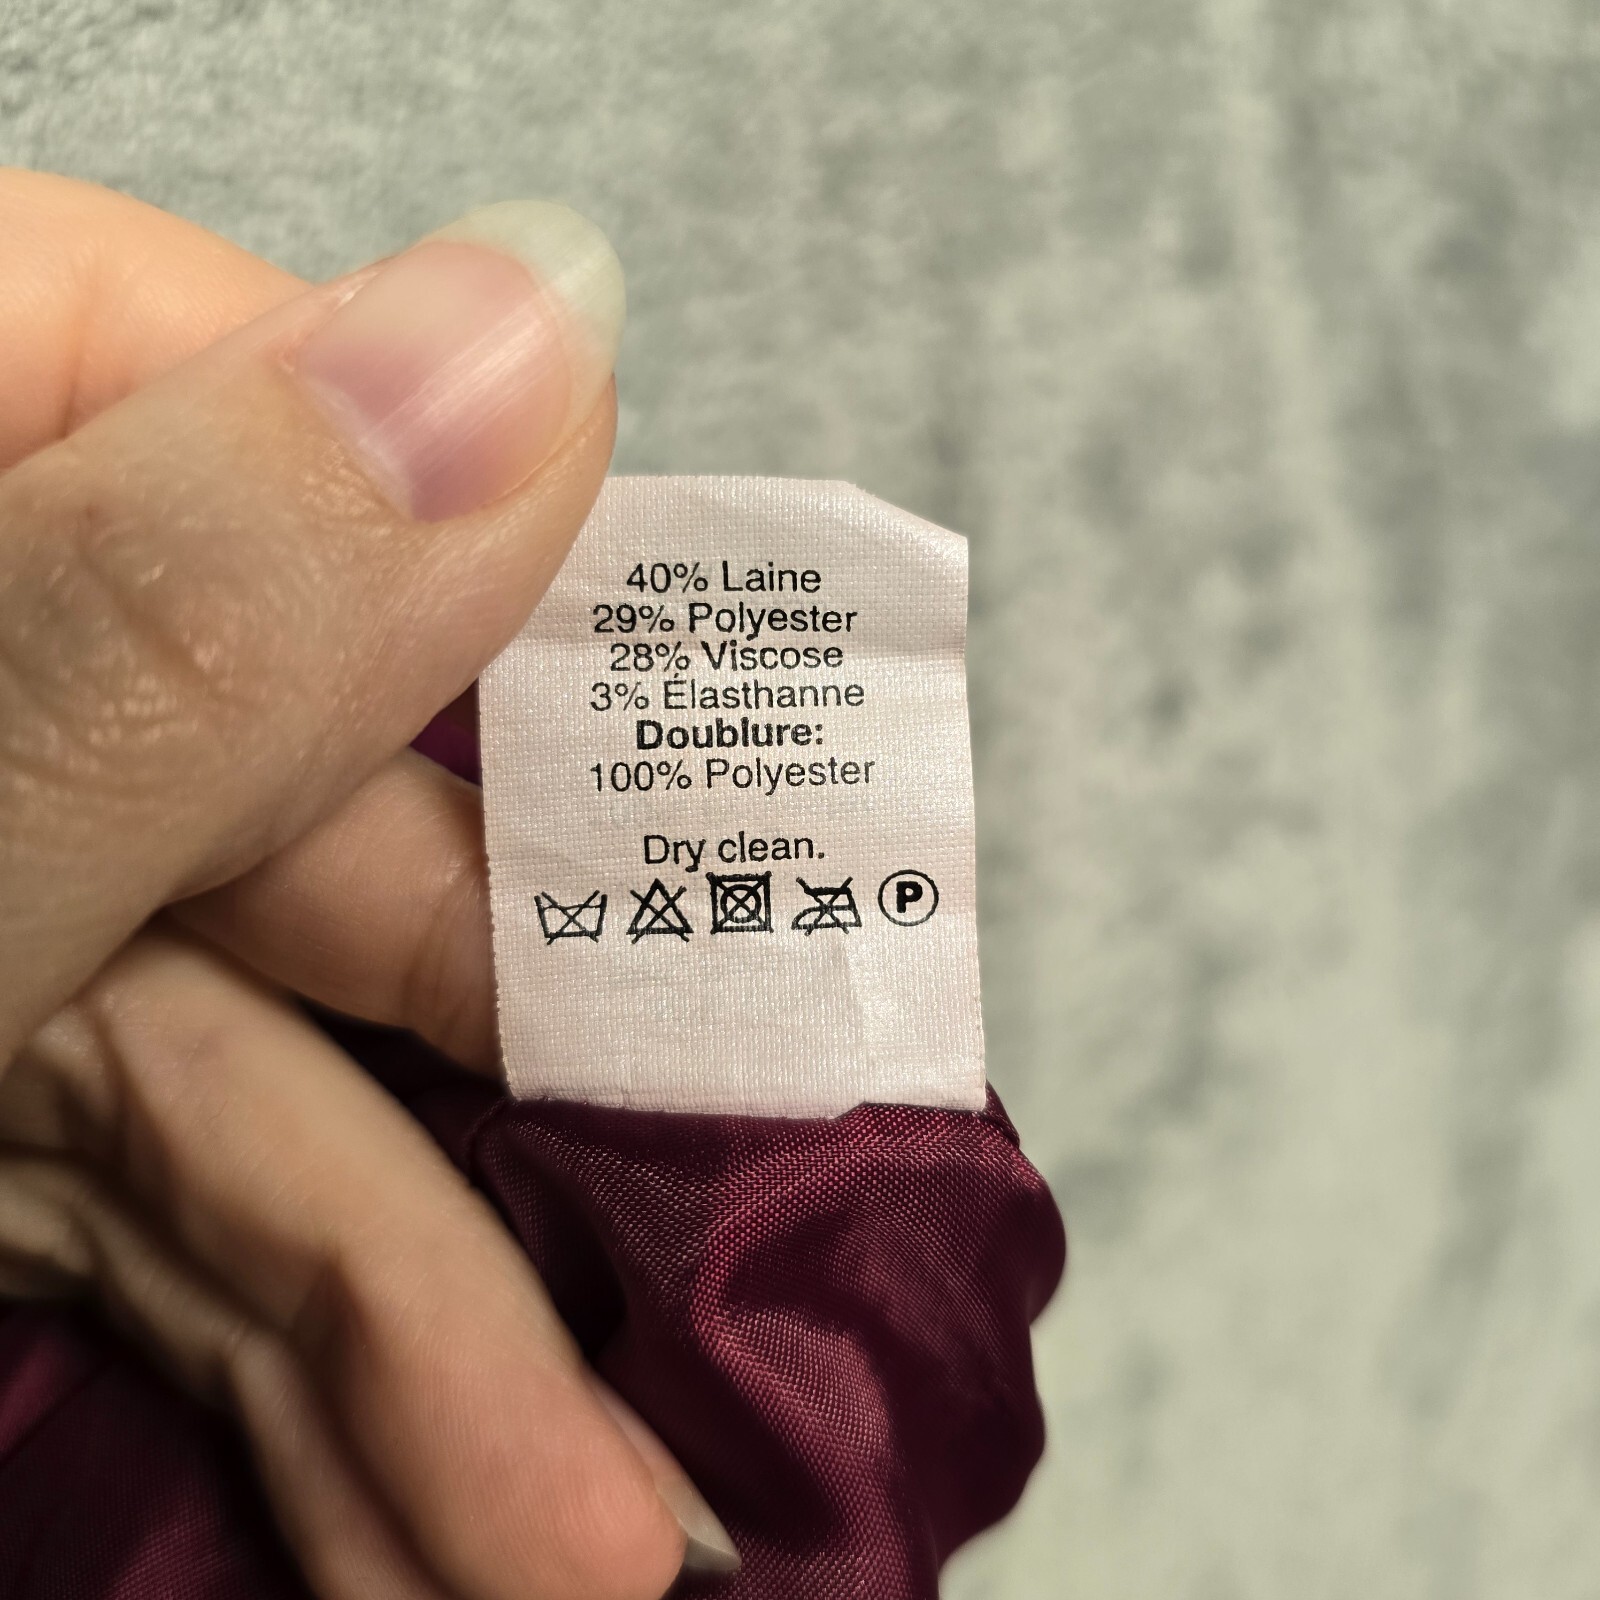 40% Laine
29% Polyester
28% Viscose
3% Élasthanne
Doublure:
100% Polyester
Dry clean.
P